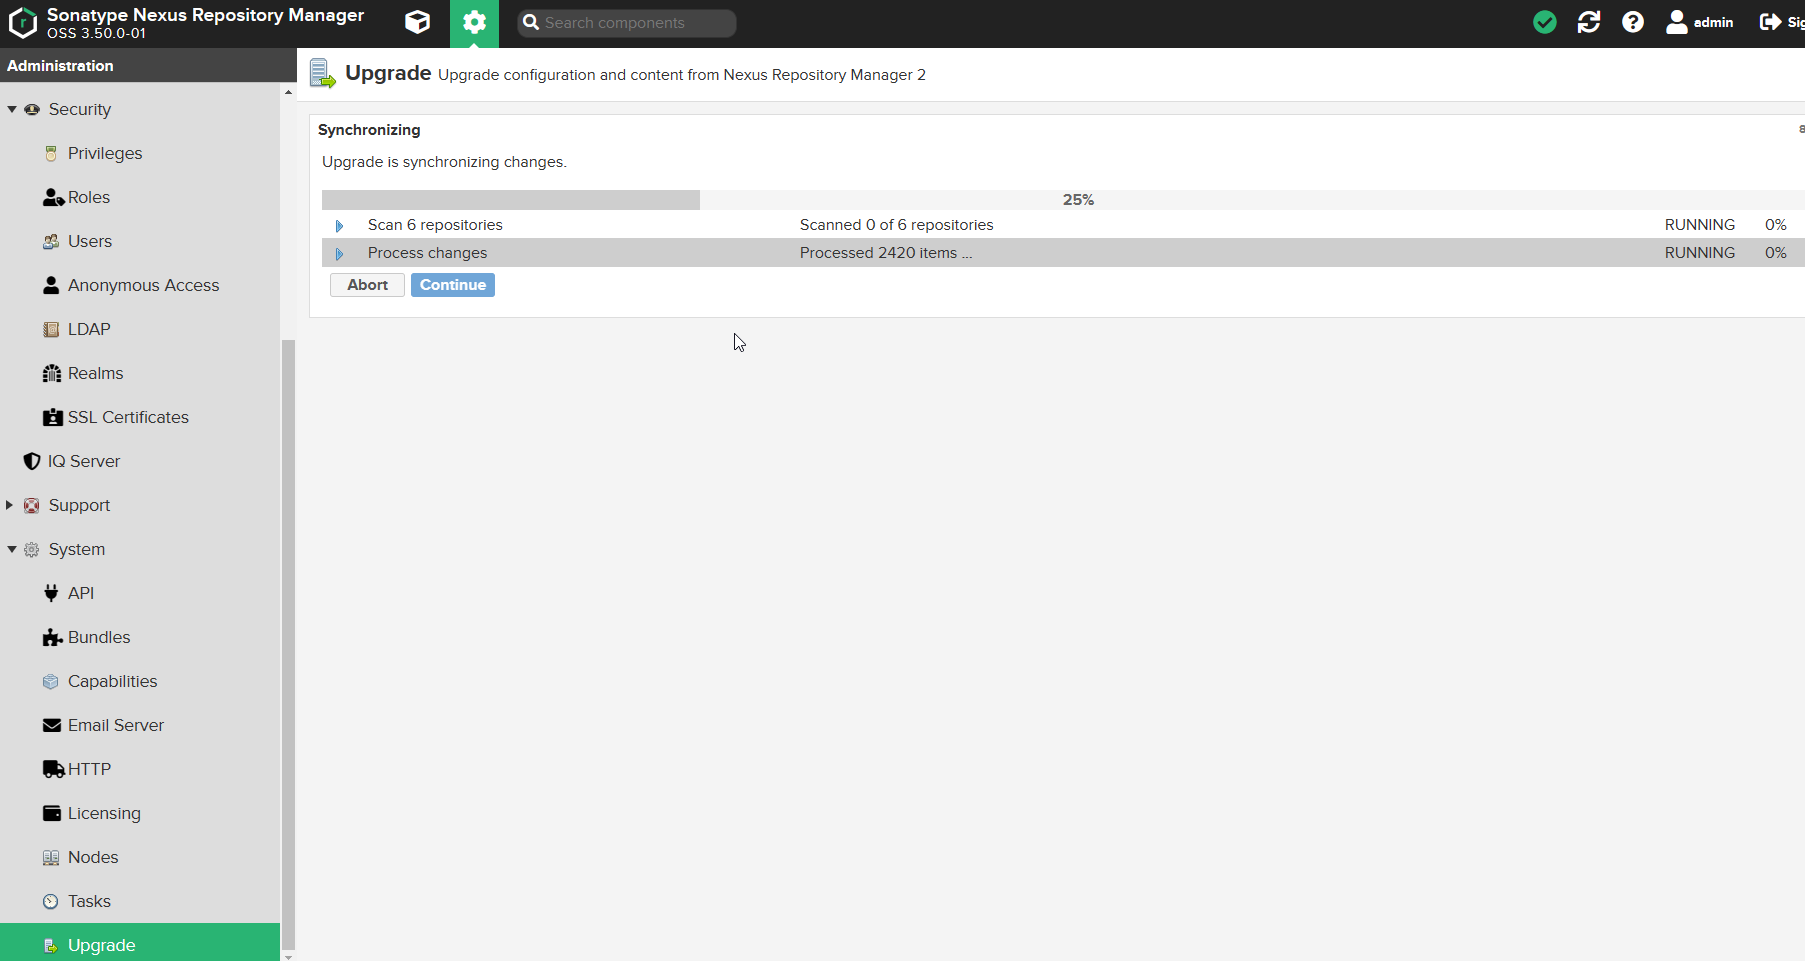 Sonatype Nexus Repository Manager
OSS 3.50.0-01
Search components
admin
Administration
Upgrade Upgrade configuration and content from Nexus Repository Manager 2
Security
Privileges
Roles
Users
Anonymous Access
LDAP
Realms
SSL Certificates
IQ Server
Support
System
API
Bundles
Capabilities
Email Server
HTTP
Licensing
Nodes
Tasks
Upgrade
Synchronizing
Upgrade is synchronizing changes.
25%
Scan 6 repositories Scanned 0 of 6 repositories RUNNING 0%
Process changes Processed 2420 items ... RUNNING 0%
Abort Continue